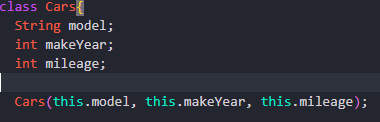 class Cars{
String model;
int makeYear;
int mileage;
Cars(this.model, this.makeYear, this.mileage);